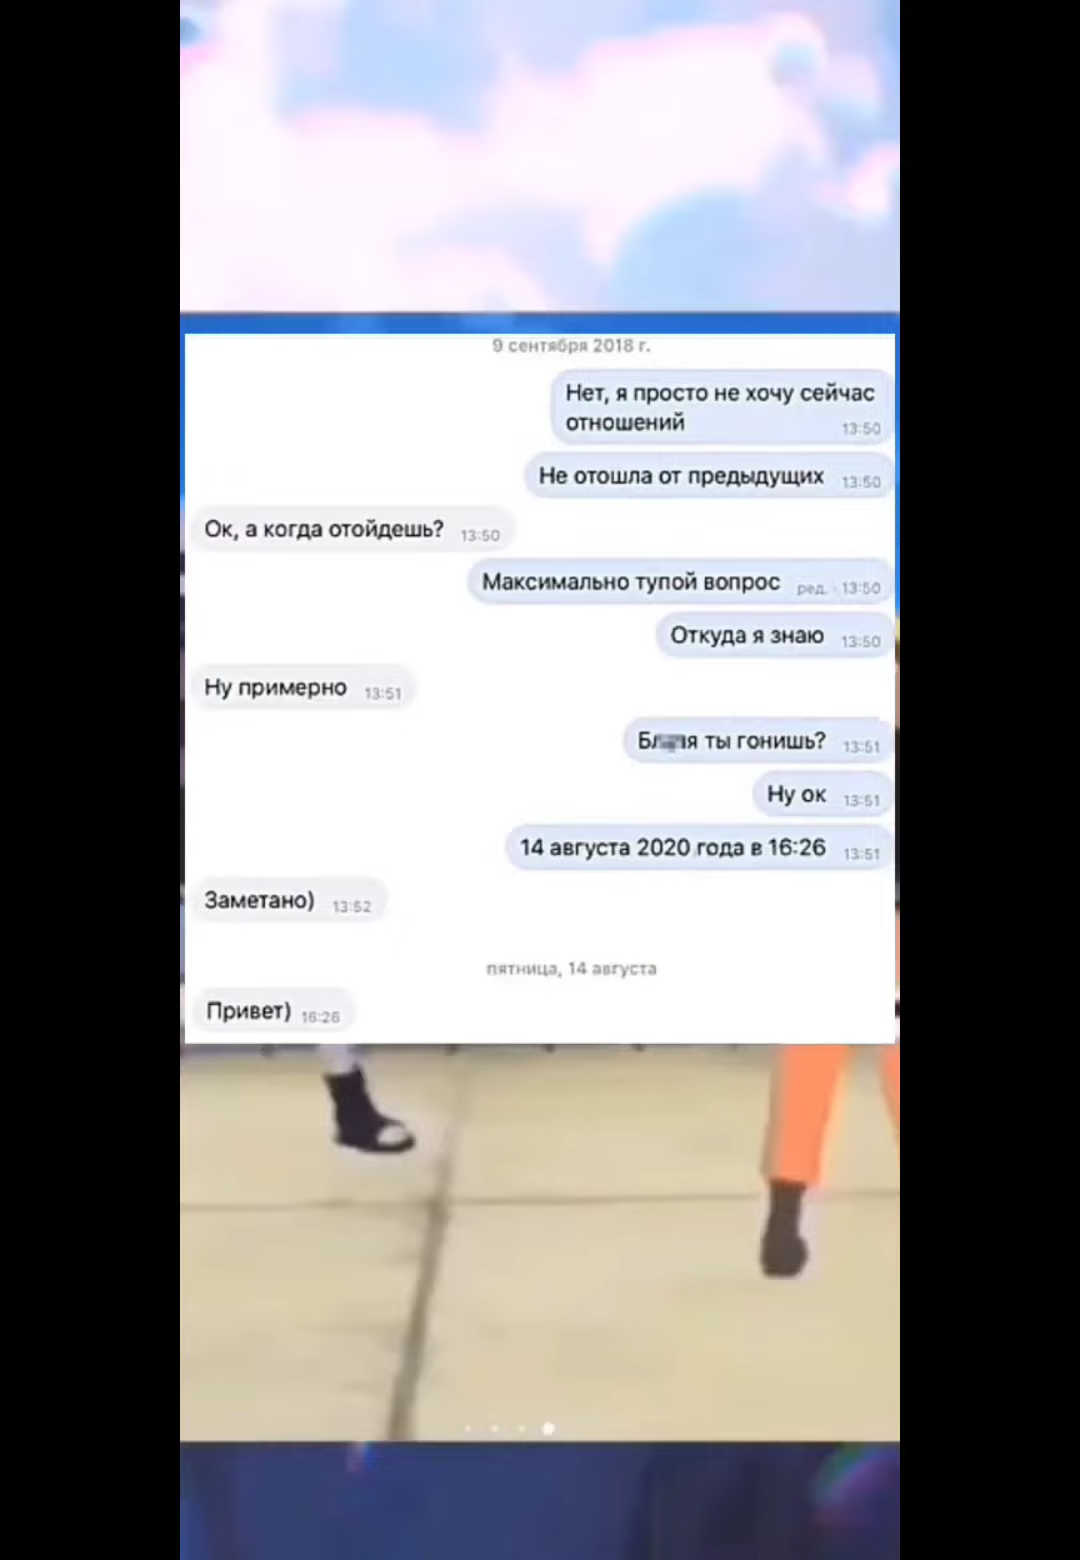 9 сентября 2018 г.
Нет, я просто не хочу сейчас
отношений 13:50
Не отошла от предыдущих 13:50
Ок, а когда отойдешь? 13:50
Максимально тупой вопрос ред. 13:50
Откуда я знаю 13:50
Ну примерно 13:51
ты гонишь? 13:51
Ну ок 13:51
14 августа 2020 года в 16:26 13:51
Заметано) 13:52
пятница, 14 августа
Привет) 16:26